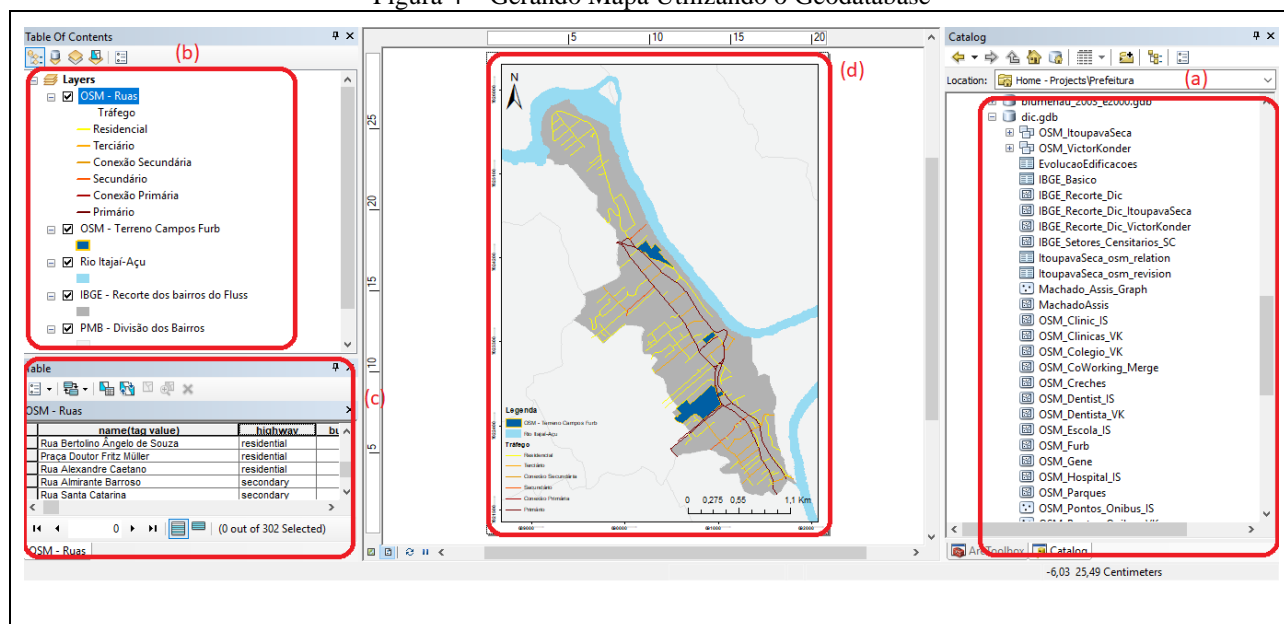 Figura 4 – Gerando Mapa Utilizando o Geodatabase
Table Of Contents
(b)
Layers
OSM - Ruas
Tráfego
Residencial
Terciário
Conexão Secundária
Secundário
Conexão Primária
Primário
OSM - Terreno Campos Furb
Rio Itajaí-Açu
IBGE - Recorte dos bairros do Fluss
PMB - Divisão dos Bairros
Table
(c)
OSM - Ruas
name(tag value) highway
Rua Bertolino Ângelo de Souza residential
Praça Doutor Fritz Müller residential
Rua Alexandre Caetano residential
Rua Almirante Barroso secondary
Rua Santa Catarina secondary
0 (0 out of 302 Selected)
OSM - Ruas
5 10 15 20
25
20
15
10
5
(d)
N
Legenda
OSM - Terreno Campos Furb
Rio Itajaí-Açu
Tráfego
Residencial
Terciário
Conexão Secundária
Secundário
Conexão Primária
Primário
0 0,275 0,55 1,1 Km
Catalog
Location: Home - Projects\Prefeitura
(a)
blumenau_2003_e2000.gdb
dic.gdb
OSM_ItoupavaSeca
OSM_VictorKonder
EvolucaoEdificacoes
IBGE_Basico
IBGE_Recorte_Dic
IBGE_Recorte_Dic_ItoupavaSeca
IBGE_Recorte_Dic_VictorKonder
IBGE_Setores_Censitarios_SC
ItoupavaSeca_osm_relation
ItoupavaSeca_osm_revision
Machado_Assis_Graph
MachadoAssis
OSM_Clinic_IS
OSM_Clinicas_VK
OSM_Colegio_VK
OSM_CoWorking_Merge
OSM_Creches
OSM_Dentist_IS
OSM_Dentista_VK
OSM_Escola_IS
OSM_Furb
OSM_Gene
OSM_Hospital_IS
OSM_Parques
OSM_Pontos_Onibus_IS
OSM_Pontos_Onibus_VK
ArcToolbox Catalog
-6,03 25,49 Centimeters